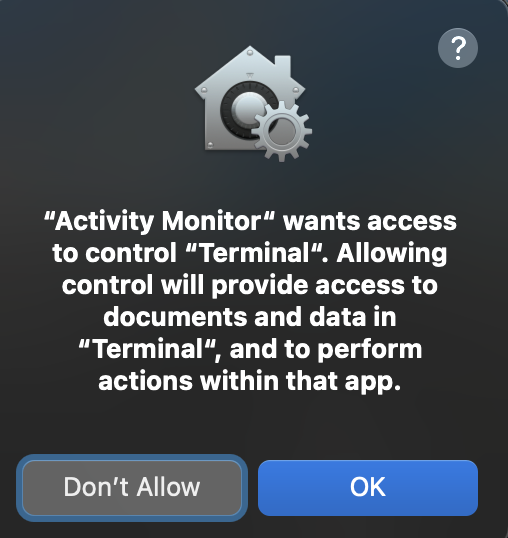 ?
“Activity Monitor“ wants access
to control “Terminal“. Allowing
control will provide access to
documents and data in
“Terminal“, and to perform
actions within that app.
Don’t Allow
OK